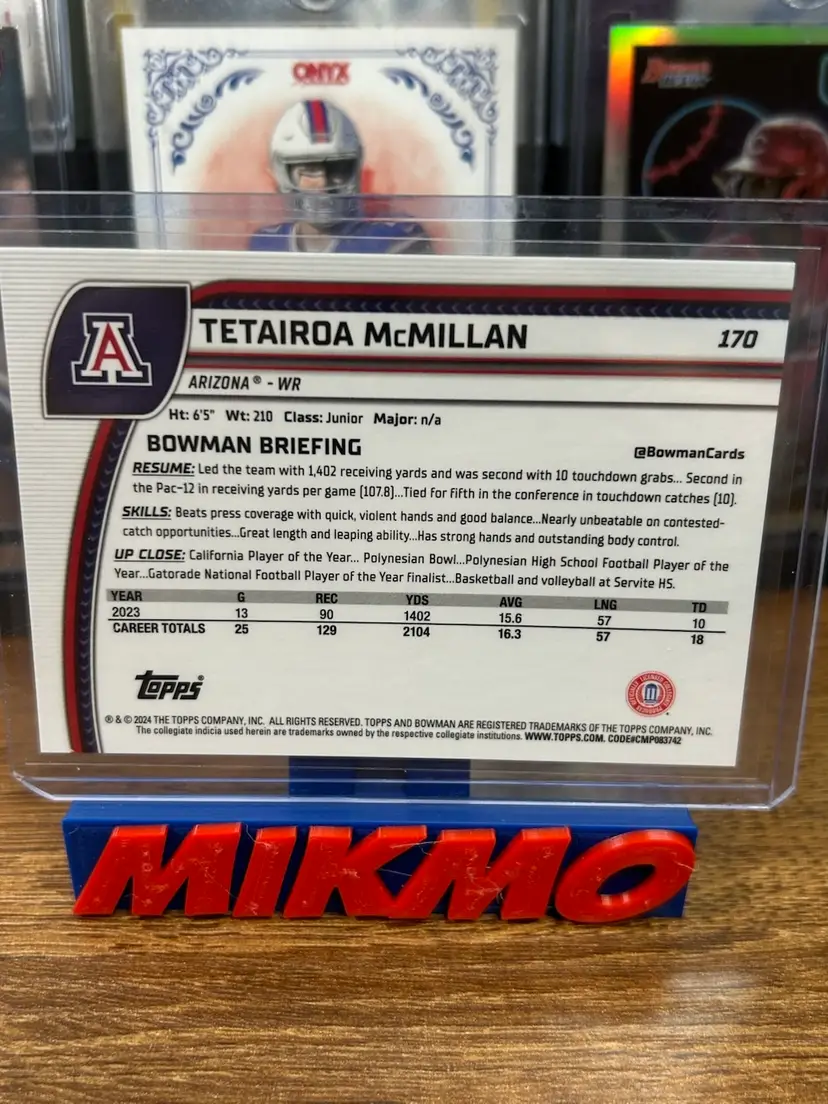 ONYX
Bowman
A
TETAIROA McMILLAN
170
ARIZONA® - WR
Ht: 6'5" Wt: 210 Class: Junior Major: n/a
BOWMAN BRIEFING
@BowmanCards
RESUME: Led the team with 1,402 receiving yards and was second with 10 touchdown grabs... Second in
the Pac-12 in receiving yards per game (107.8)...Tied for fifth in the conference in touchdown catches (10).
SKILLS: Beats press coverage with quick, violent hands and good balance...Nearly unbeatable on contested-
catch opportunities...Great length and leaping ability...Has strong hands and outstanding body control.
UP CLOSE: California Player of the Year... Polynesian Bowl...Polynesian High School Football Player of the
Year...Gatorade National Football Player of the Year Finalist...Basketball and volleyball at Servite HS.
YEAR G REC YDS AVG LNG TD
2023 13 90 1402 15.6 57 10
CAREER TOTALS 25 129 2104 16.3 57 18
topps®
® & © 2024 THE TOPPS COMPANY, INC. ALL RIGHTS RESERVED. TOPPS AND BOWMAN ARE REGISTERED TRADEMARKS OF THE TOPPS COMPANY, INC.
The collegiate indicia used herein are trademarks owned by the respective collegiate institutions. WWW.TOPPS.COM. CODE#CMP083742
MIKMO